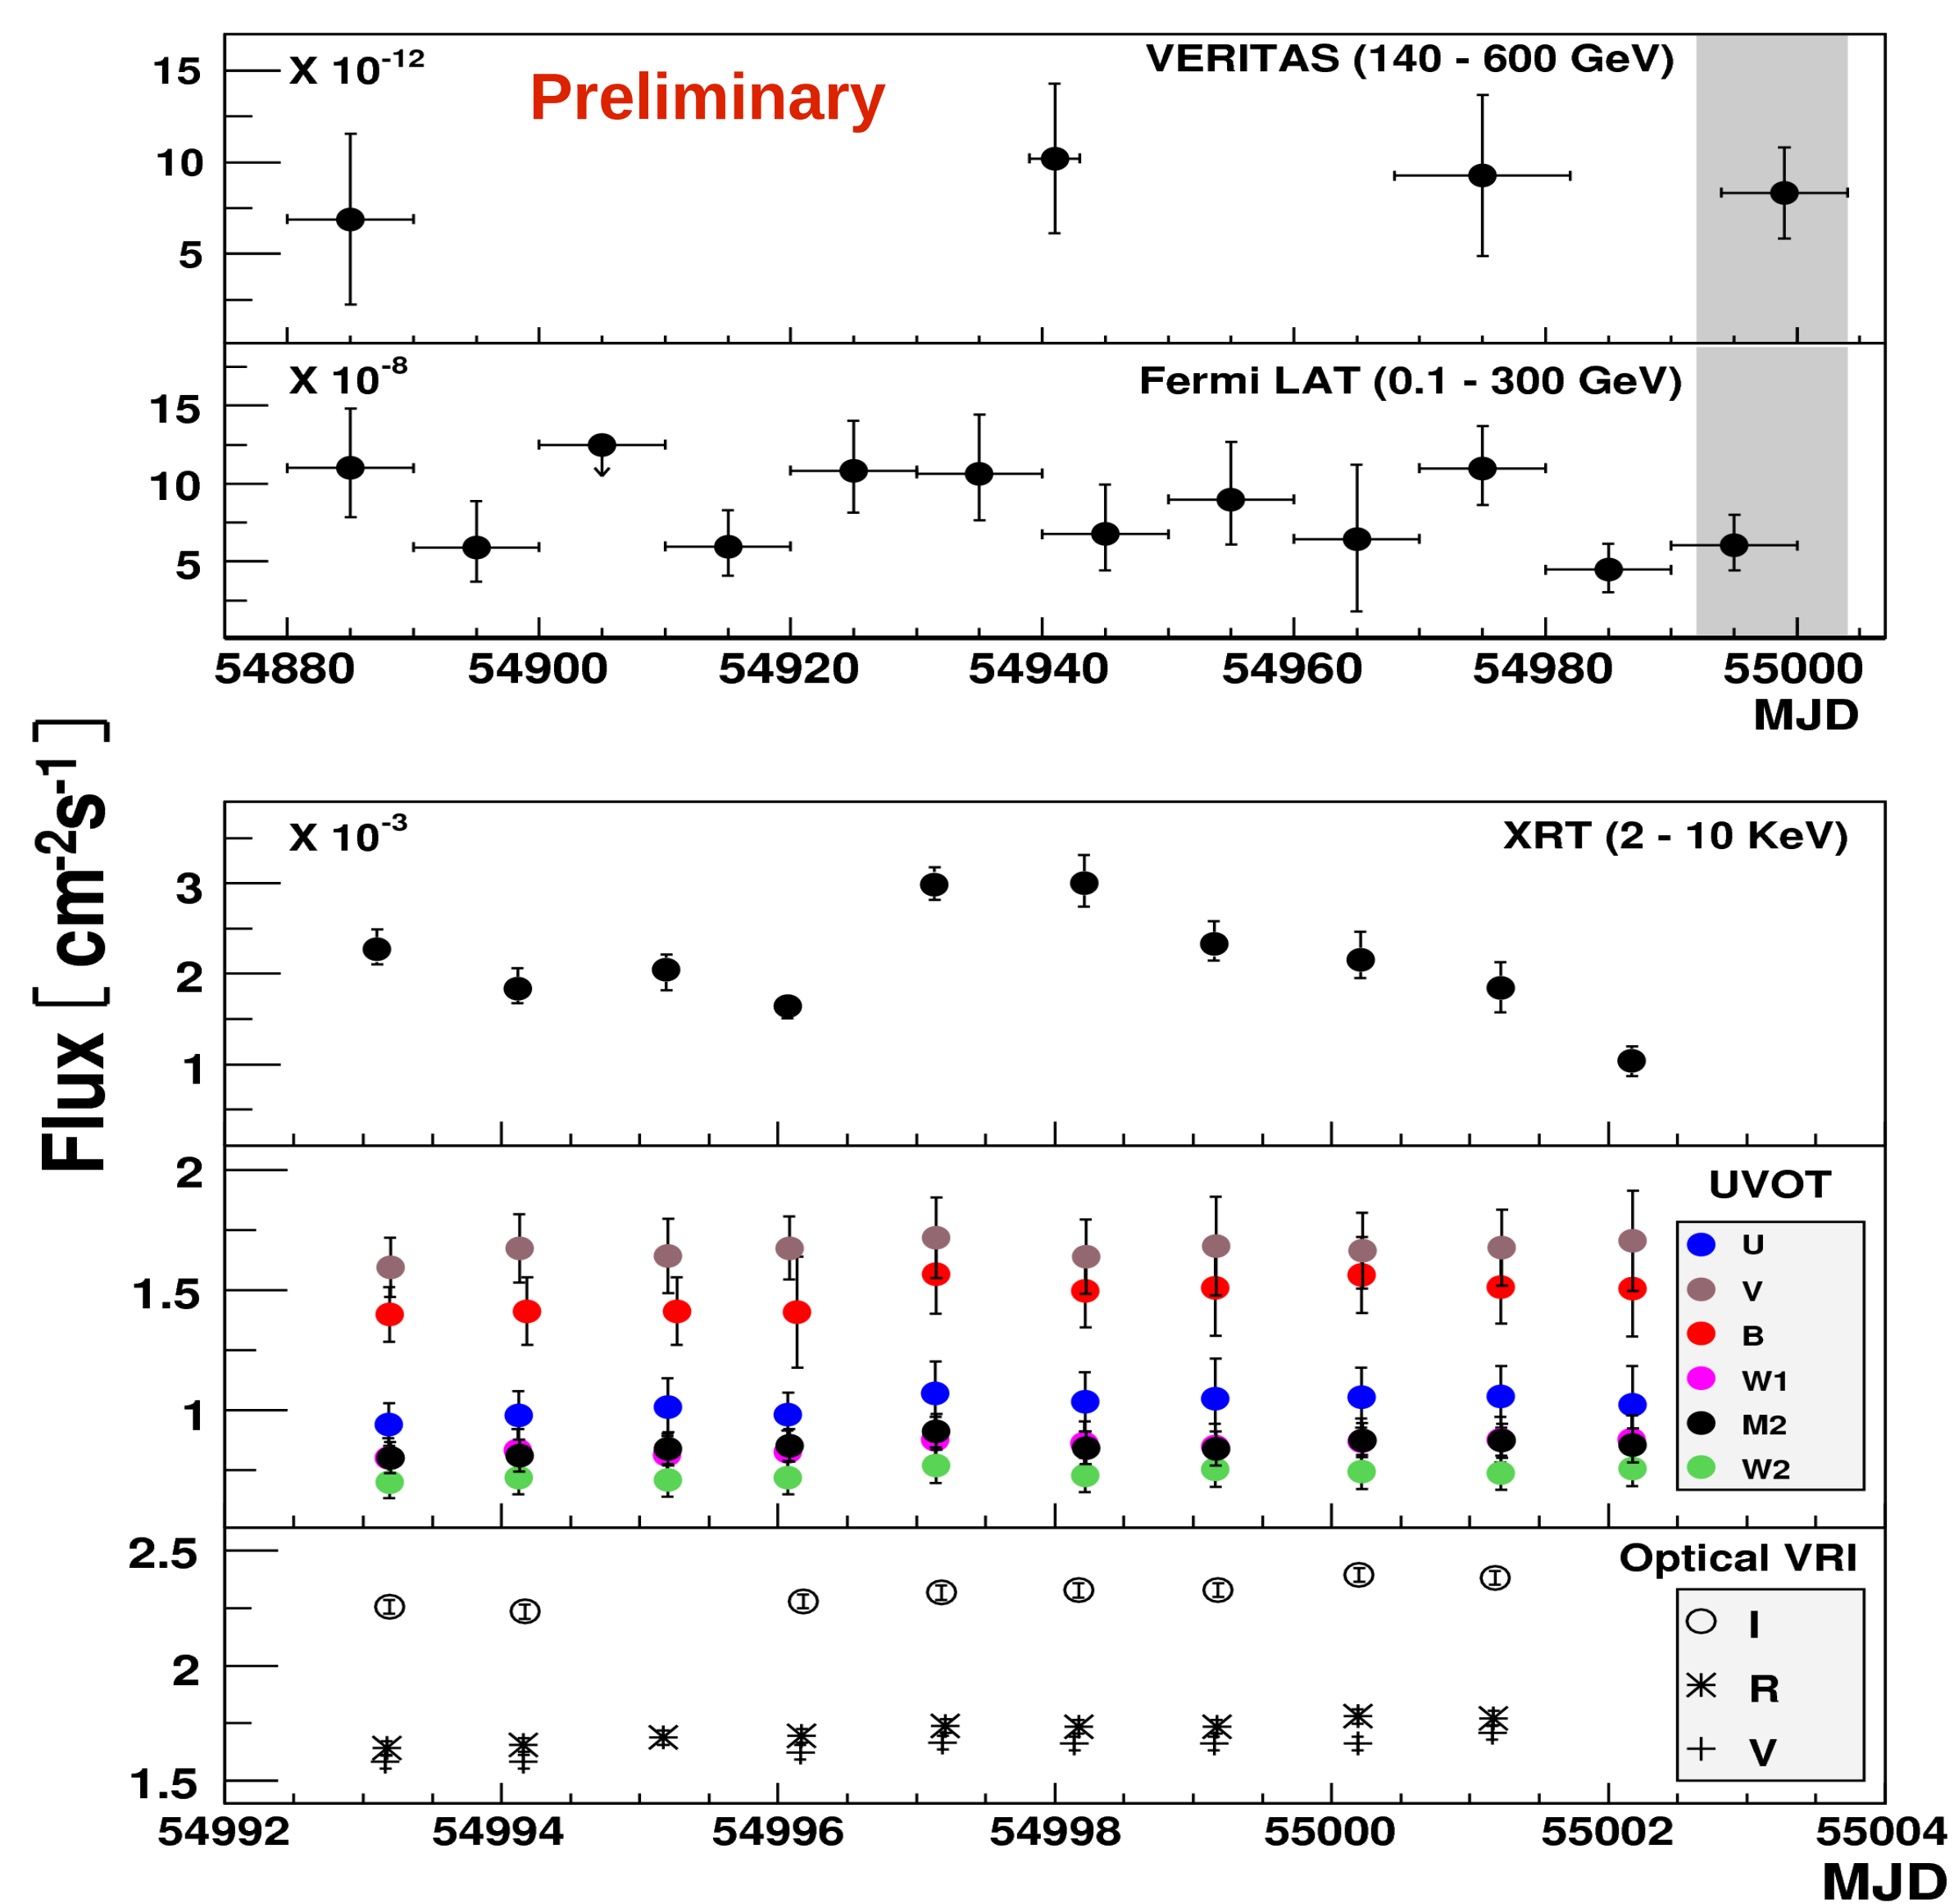 X 10-12
Preliminary
VERITAS (140 - 600 GeV)
15
10
5
X 10-8
Fermi LAT (0.1 - 300 GeV)
15
10
5
54880 54900 54920 54940 54960 54980 55000
MJD
Flux [ cm-2s-1 ]
X 10-3
XRT (2 - 10 KeV)
3
2
1
UVOT
2
1.5
1
U
V
B
W1
M2
W2
Optical VRI
2.5
2
1.5
I
R
V
54992 54994 54996 54998 55000 55002 55004
MJD